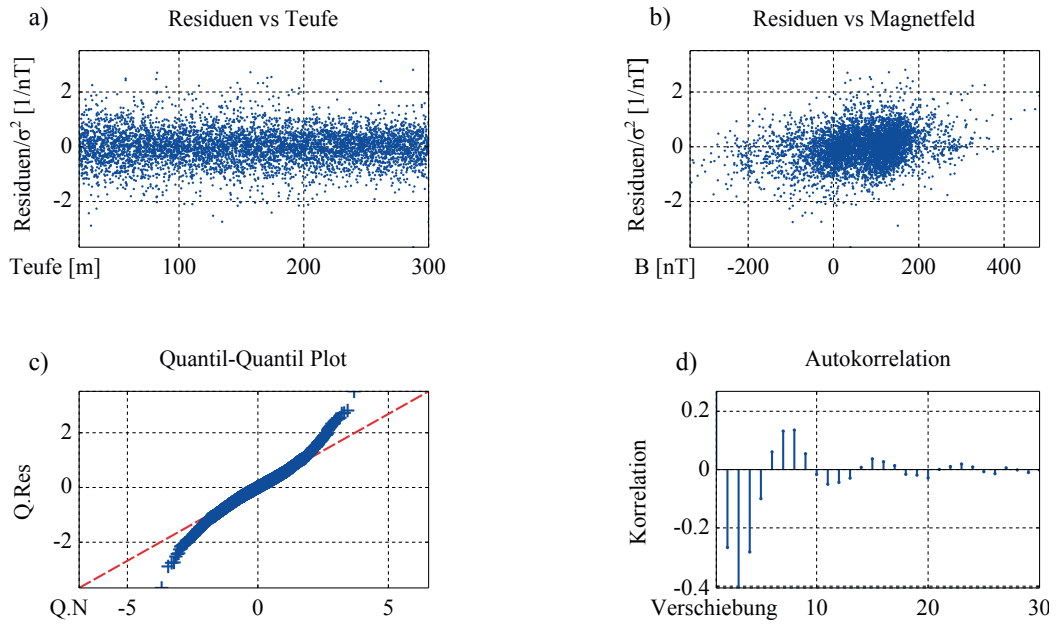 a) Residuen vs Teufe
Residuen/σ² [1/nT]
2
0
-2
Teufe [m] 100 200 300
b) Residuen vs Magnetfeld
Residuen/σ² [1/nT]
2
0
-2
B [nT] -200 0 200 400
c) Quantil-Quantil Plot
Q.Res
2
0
-2
Q.N -5 0 5
d) Autokorrelation
Korrelation
0.2
0
-0.2
-0.4
Verschiebung 10 20 30